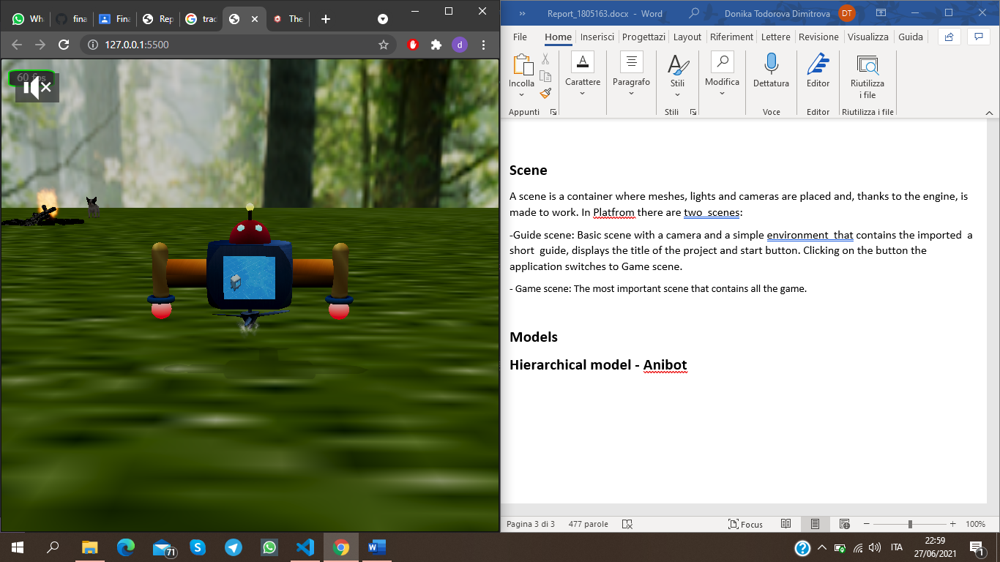 Wh
fina
Fina
Rep
trac
The
127.0.0.1:5500
d
60 fps
Report_1805163.docx - Word
Donika Todorova Dimitrova
DT
File Home Inserisci Progettazi Layout Riferiment Lettere Revisione Visualizza Guida
Incolla
Carattere
Paragrafo
Stili
Modifica
Dettatura
Editor
Riutilizza
i file
Appunti
Stili
Voce
Editor
Riutilizza i file
Scene
A scene is a container where meshes, lights and cameras are placed and, thanks to the engine, is
made to work. In Platfrom there are two scenes:
-Guide scene: Basic scene with a camera and a simple environment that contains the imported a
short guide, displays the title of the project and start button. Clicking on the button the
application switches to Game scene.
- Game scene: The most important scene that contains all the game.
Models
Hierarchical model - Anibot
Pagina 3 di 3 477 parole
Focus
100%
71
ITA
22:59
27/06/2021
1